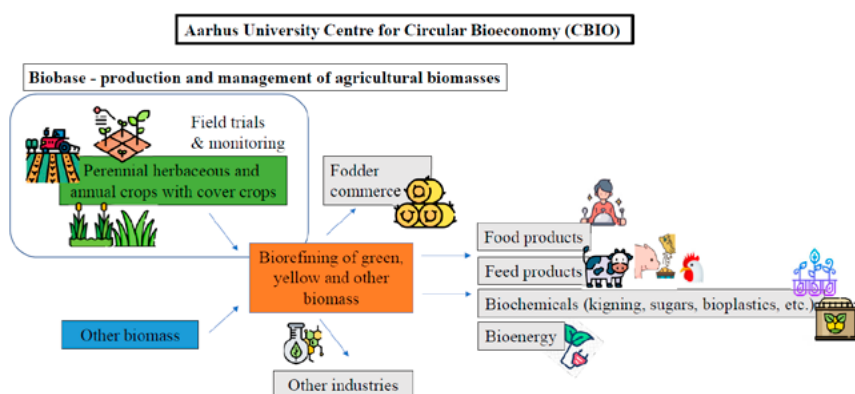 Aarhus University Centre for Circular Bioeconomy (CBIO)
Biobase - production and management of agricultural biomasses
Field trials
& monitoring
Perennial herbaceous and
annual crops with cover crops
Fodder
commerce
Biorefining of green,
yellow and other
biomass
Other biomass
Other industries
Food products
Feed products
Biochemicals (kigning, sugars, bioplastics, etc.)
Bioenergy